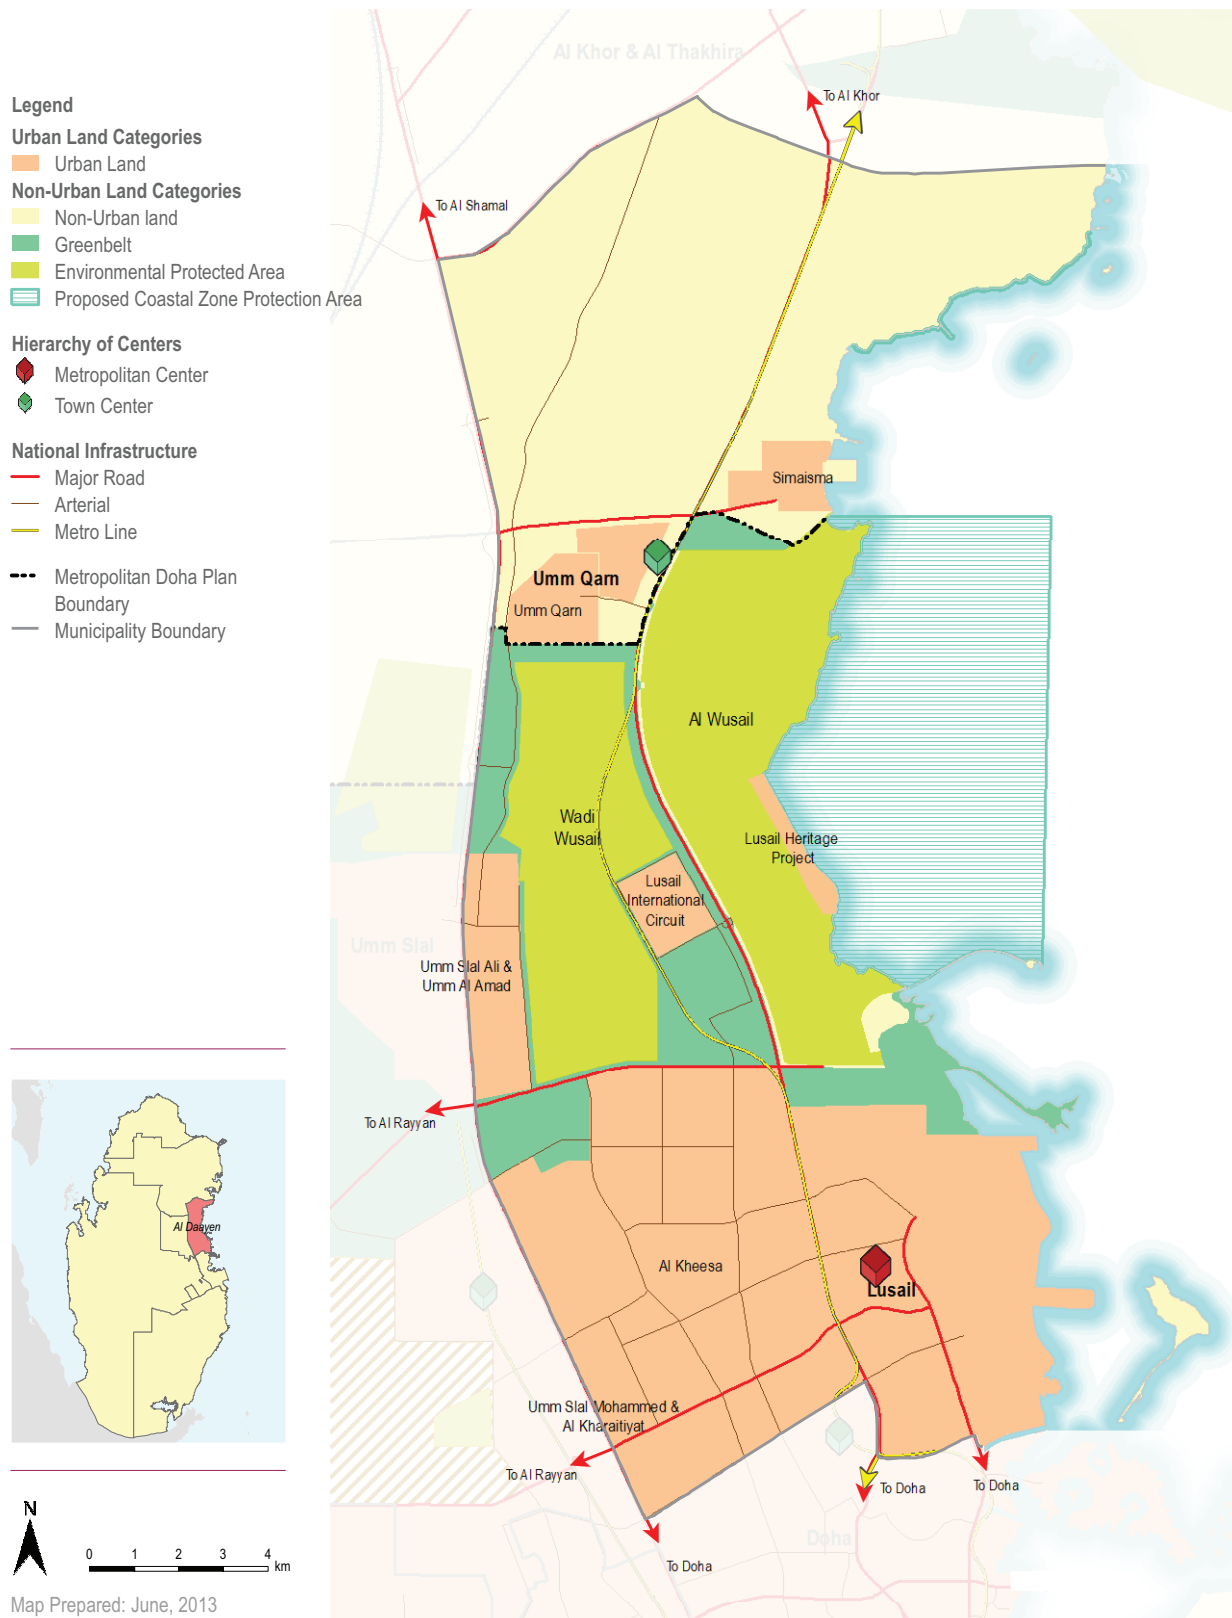 Legend
Urban Land Categories
Urban Land
Non-Urban Land Categories
Non-Urban land
Greenbelt
Environmental Protected Area
Proposed Coastal Zone Protection Area
Hierarchy of Centers
Metropolitan Center
Town Center
National Infrastructure
Major Road
Arterial
Metro Line
Metropolitan Doha Plan
Boundary
Municipality Boundary
Al Khor & Al Thakhira
To Al Khor
To Al Shamal
Simaisma
Umm Qarn
Umm Qarn
Al Wusail
Wadi
Wusail
Lusail Heritage
Project
Lusail
International
Circuit
Umm Slal
Umm Slal Ali &
Umm Al Amad
To Al Rayyan
Al Kheesa
Lusail
Umm Slal Mohammed &
Al Kharaitiyat
To Al Rayyan
To Doha
To Doha
Doha
To Doha
Al Daayen
N
0 1 2 3 4
km
Map Prepared: June, 2013